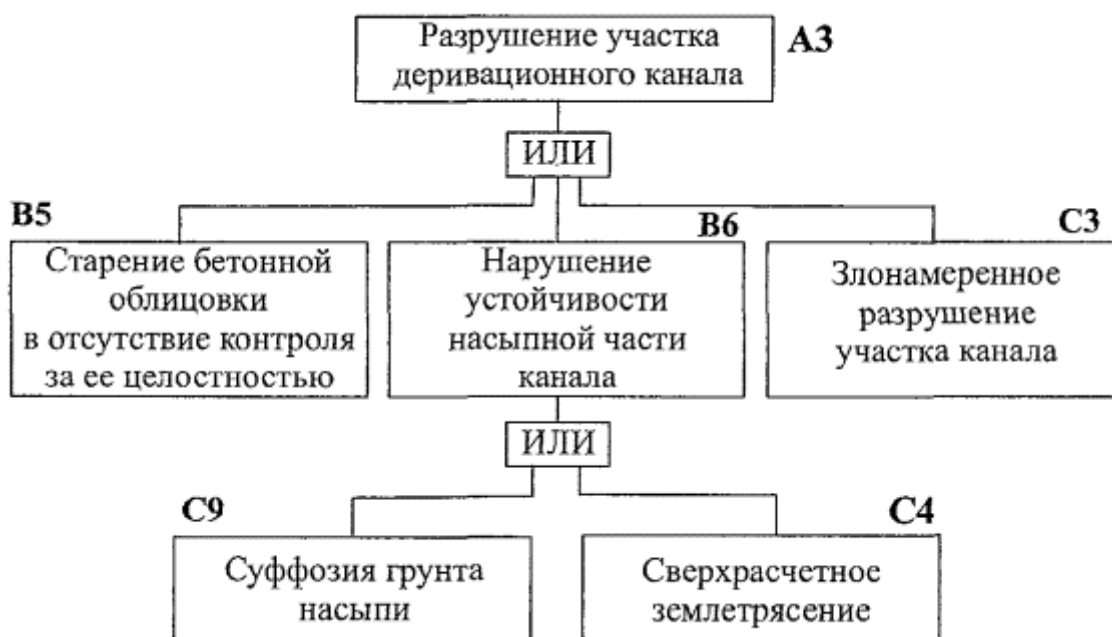 Разрушение участка
деривационного канала
А3
ИЛИ
В5
В6
С3
Старение бетонной
облицовки
в отсутствие контроля
за ее целостностью
Нарушение
устойчивости
насыпной части
канала
Злонамеренное
разрушение
участка канала
ИЛИ
С9
С4
Суффозия грунта
насыпи
Сверхрасчетное
землетрясение